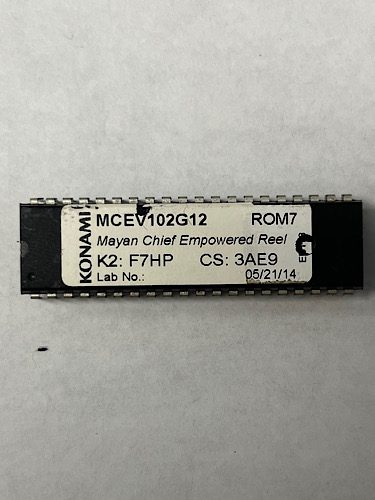 KONAMI
MCEV102G12 ROM7
Mayan Chief Empowered Reel
K2: F7HP CS: 3AE9
Lab No.: 05/21/14